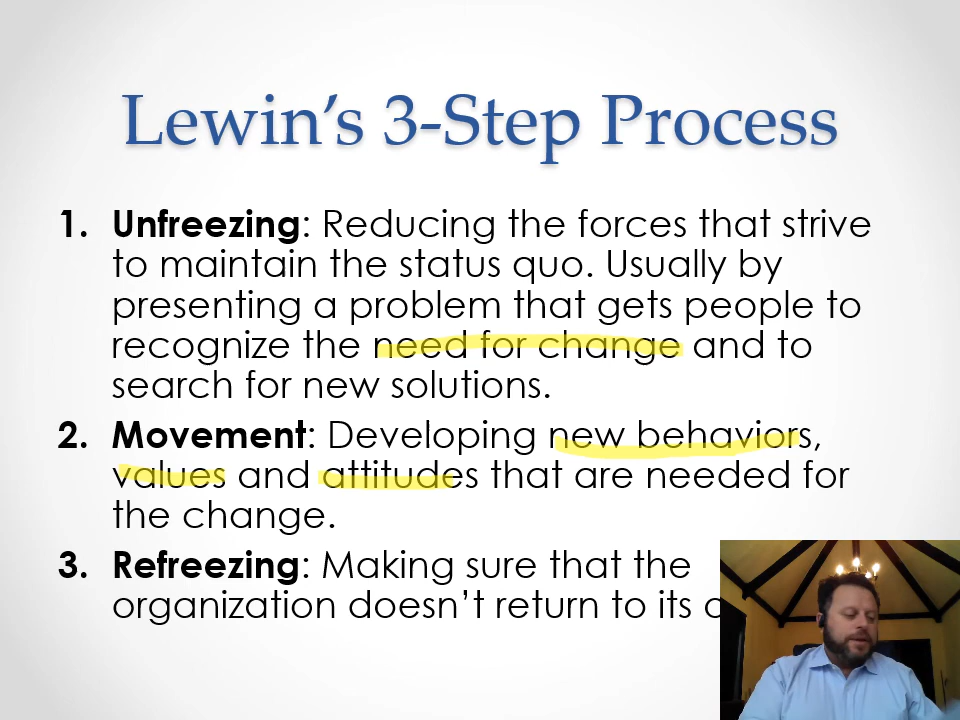 Lewin’s 3-Step Process
1. Unfreezing: Reducing the forces that strive
to maintain the status quo. Usually by
presenting a problem that gets people to
recognize the need for change and to
search for new solutions.
2. Movement: Developing new behaviors,
values and attitudes that are needed for
the change.
3. Refreezing: Making sure that the
organization doesn’t return to its